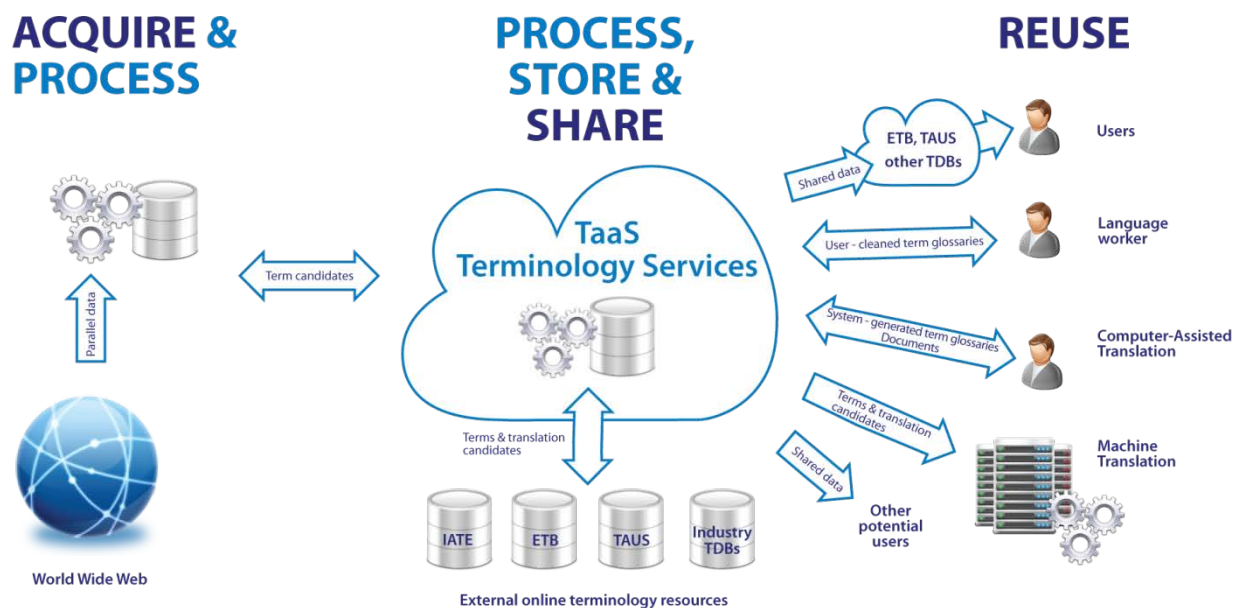 ACQUIRE &
PROCESS
PROCESS,
STORE &
SHARE
REUSE
Parallel data
World Wide Web
Term candidates
TaaS
Terminology Services
Terms & translation
candidates
IATE
ETB
TAUS
Industry
TDBs
External online terminology resources
Shared data
ETB, TAUS
other TDBs
Users
User - cleaned term glossaries
Language
worker
System - generated term glossaries
Documents
Computer-Assisted
Translation
Terms & translation
candidates
Machine
Translation
Shared data
Other
potential
users